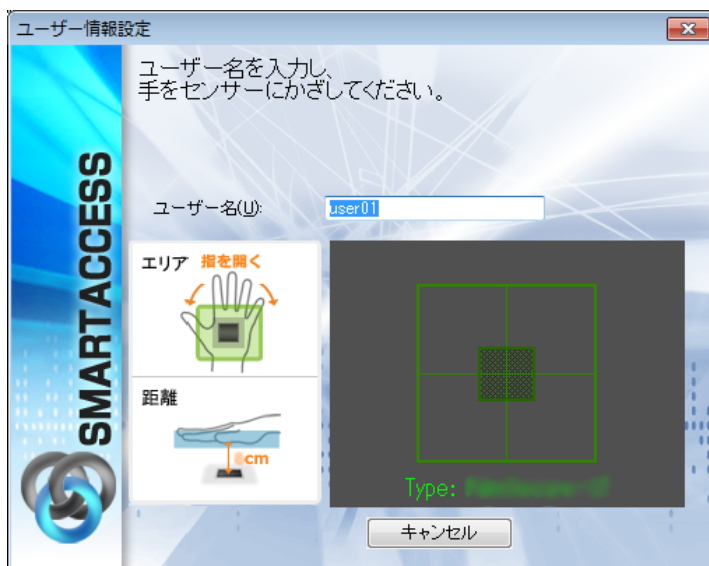 ユーザー情報設定
ユーザー名を入力し、
手をセンサーにかざしてください。
ユーザー名(U):
user01
エリア
指を開く
距離
cm
Type:
キャンセル
SMARTACCESS